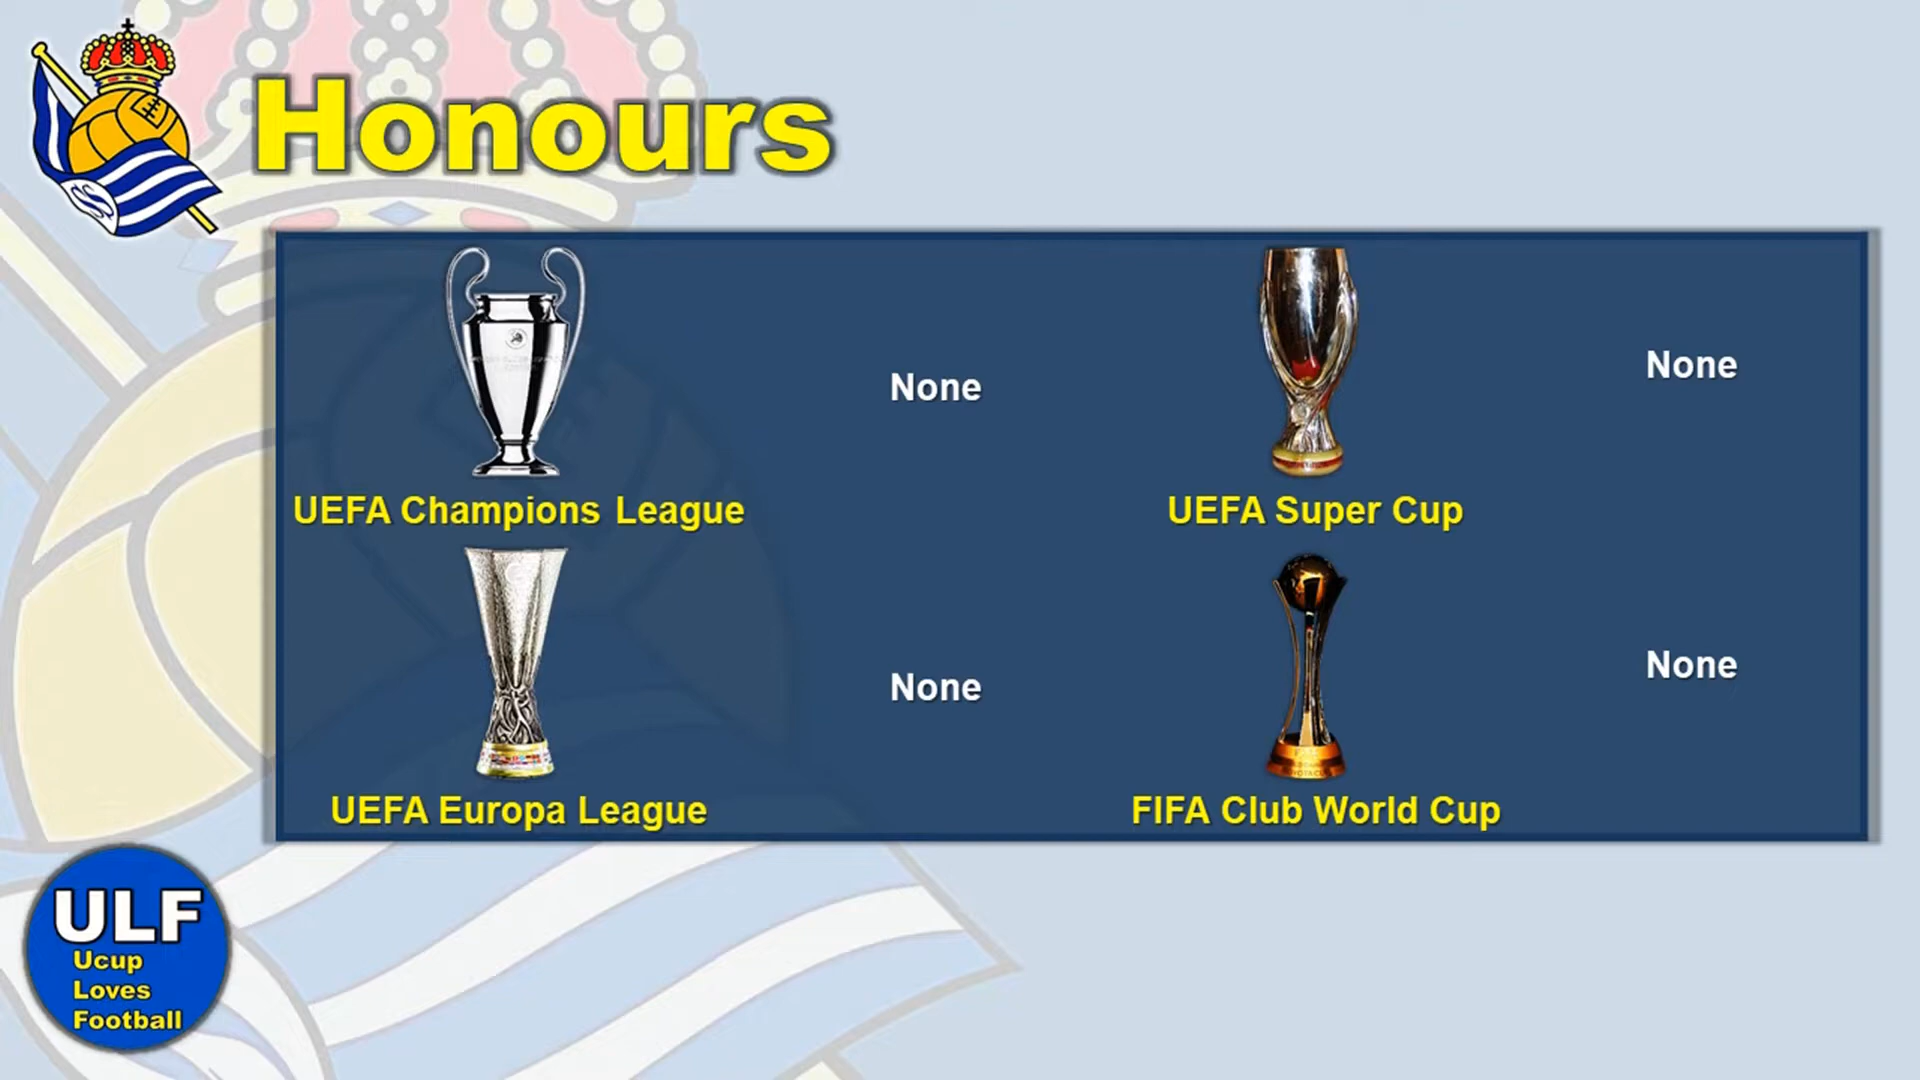 Honours
None
None
UEFA Champions League
UEFA Super Cup
None
None
UEFA Europa League
FIFA Club World Cup
ULF
Ucup
Loves
Football